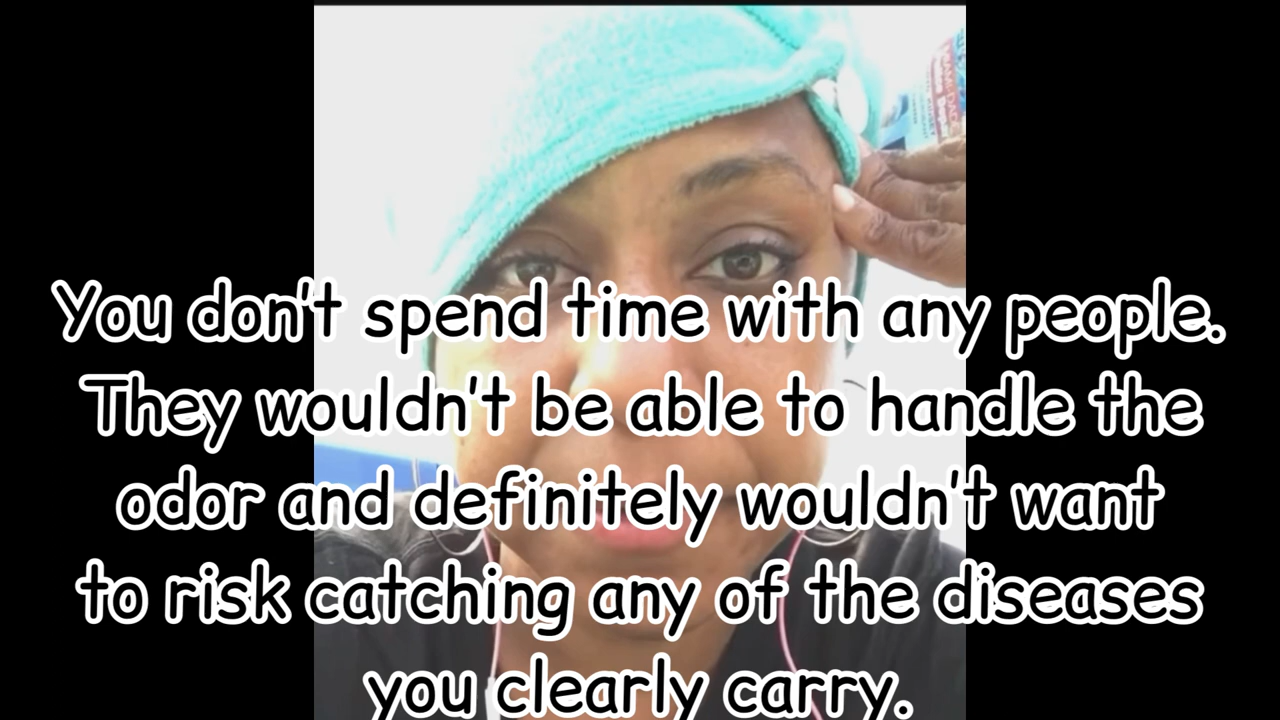 You don't spend time with any people.
They wouldn't be able to handle the
odor and definitely wouldn't want
to risk catching any of the diseases
you clearly carry.